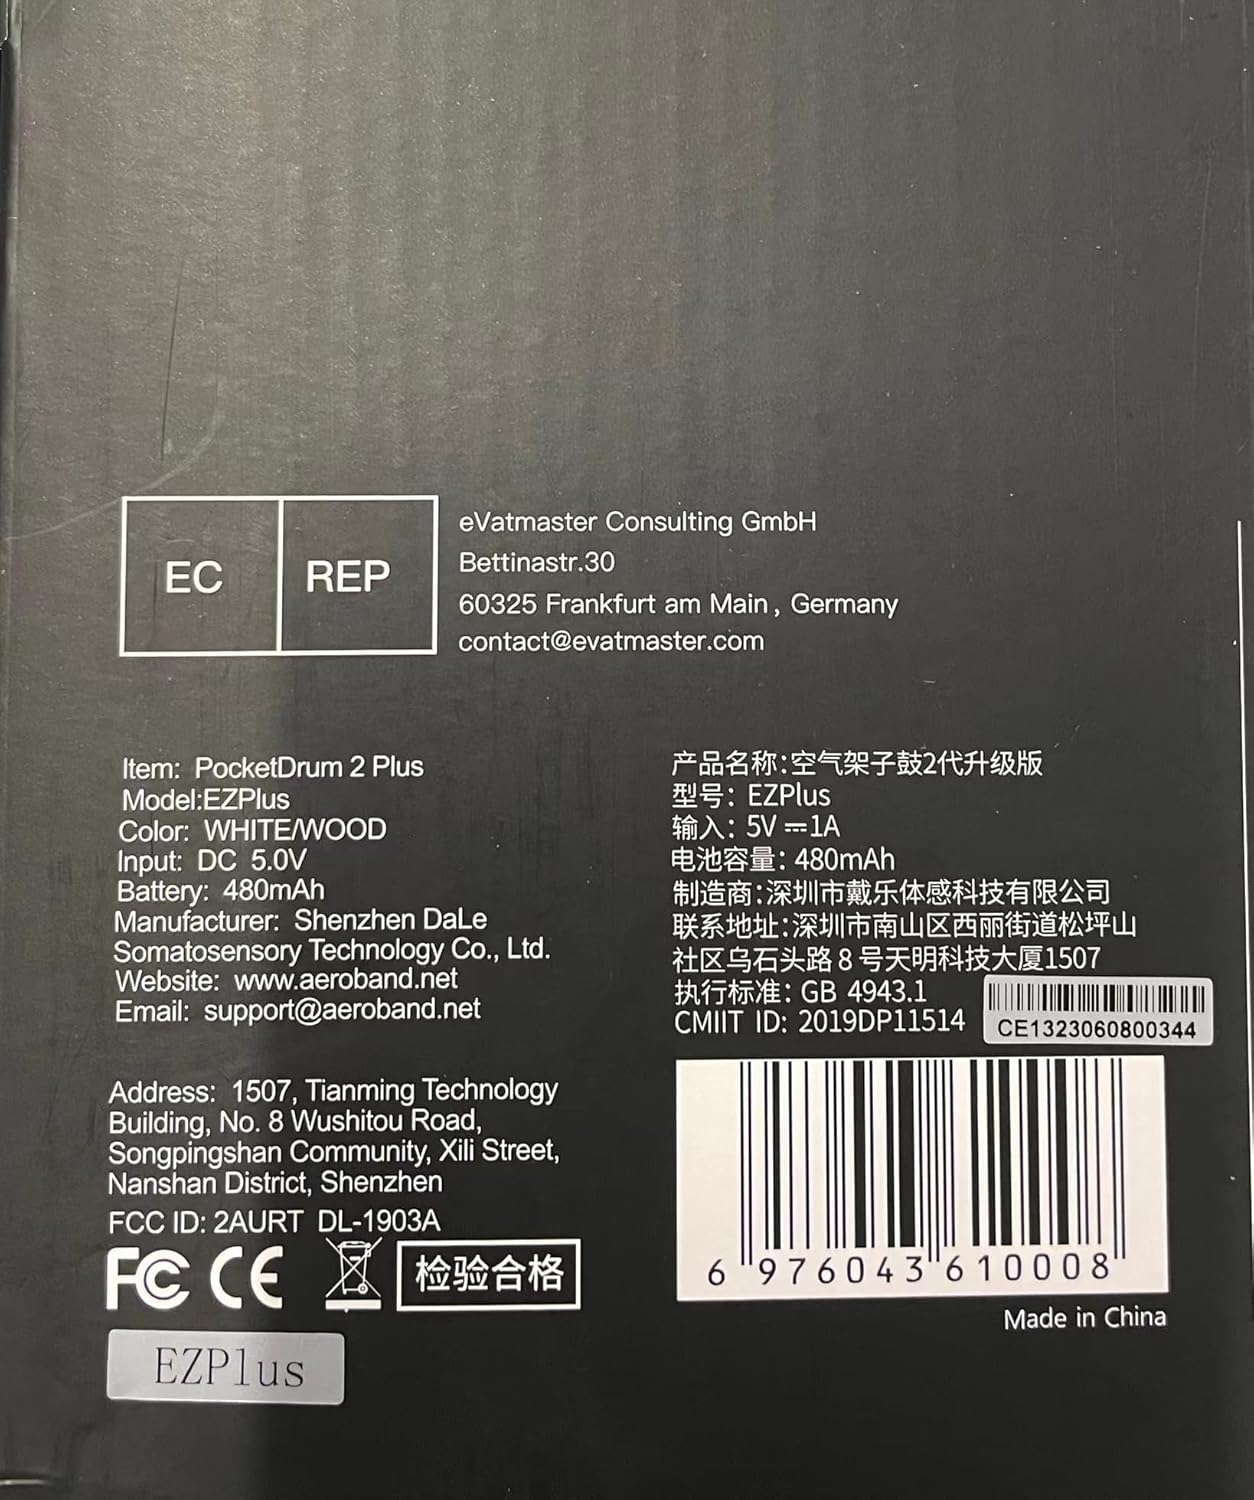 EC REP
eVatmaster Consulting GmbH
Bettinastr.30
60325 Frankfurt am Main, Germany
contact@evatmaster.com
Item: PocketDrum 2 Plus
Model:EZPlus
Color: WHITE/WOOD
Input: DC 5.0V
Battery: 480mAh
Manufacturer: Shenzhen DaLe
Somatosensory Technology Co., Ltd.
Website: www.aeroband.net
Email: support@aeroband.net
Address: 1507, Tianming Technology
Building, No. 8 Wushitou Road,
Songpingshan Community, Xili Street,
Nanshan District, Shenzhen
FCC ID: 2AURT DL-1903A
FC CE 检验合格
EZPlus
产品名称:空气架子鼓2代升级版
型号: EZPlus
输入: 5V⎓1A
电池容量: 480mAh
制造商:深圳市戴乐体感科技有限公司
联系地址:深圳市南山区西丽街道松坪山
社区乌石头路8号天明科技大厦1507
执行标准: GB 4943.1
CMIIT ID: 2019DP11514
CE1323060800344
6 976043 610008
Made in China